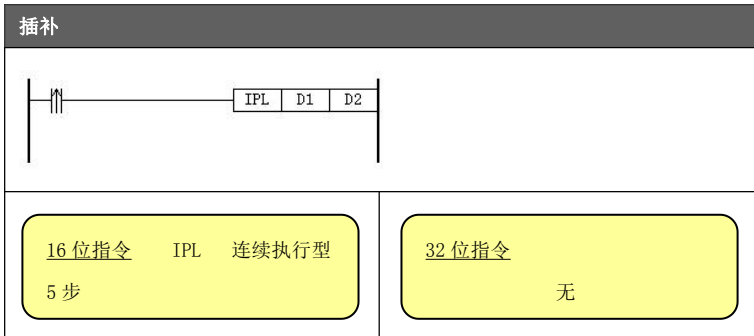 插补
IPL D1 D2
16 位指令 IPL 连续执行型
5 步
32 位指令
无